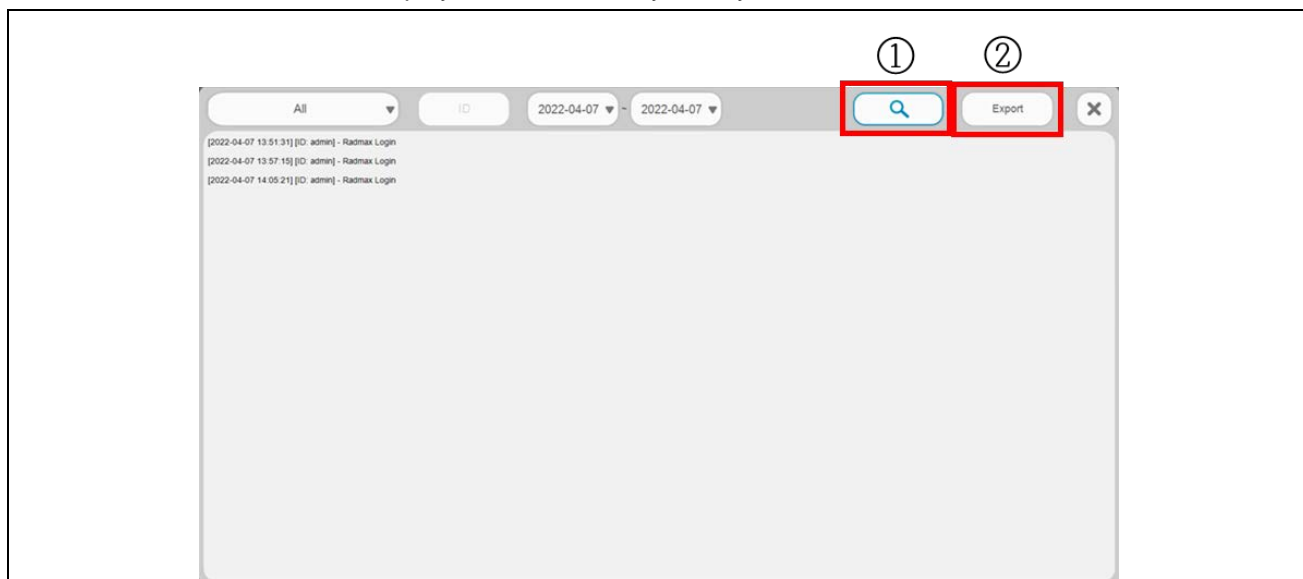 ① ②
All ID 2022-04-07 ~ 2022-04-07 Export
[2022-04-07 13:51:31] [ID: admin] - Radmax Login
[2022-04-07 13:57:15] [ID: admin] - Radmax Login
[2022-04-07 14:05:21] [ID: admin] - Radmax Login